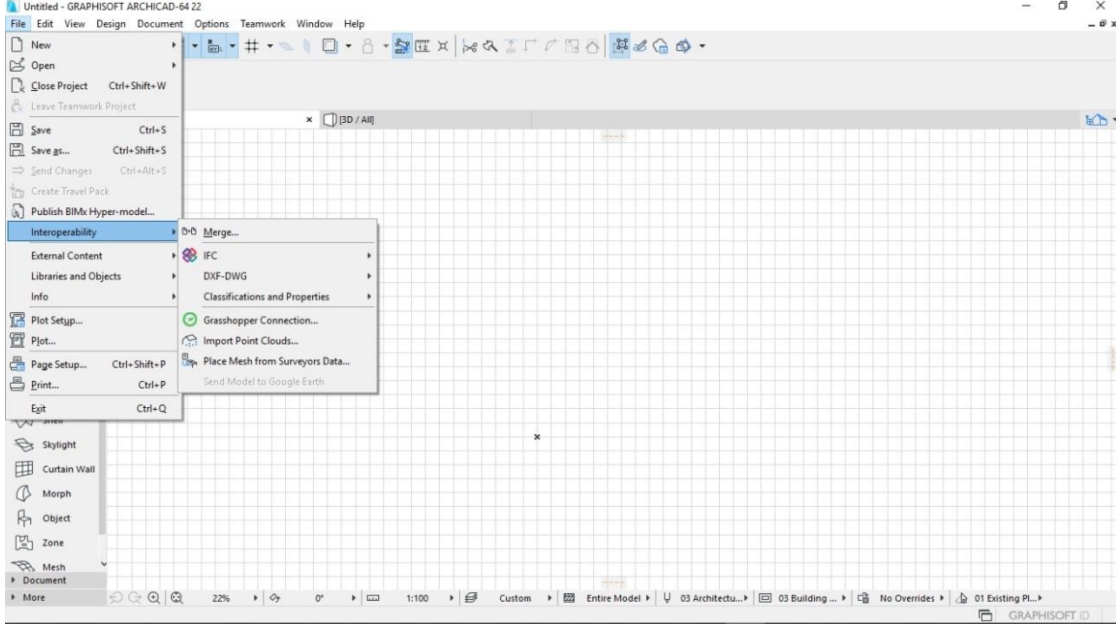 Untitled - GRAPHISOFT ARCHICAD-64 22
File Edit View Design Document Options Teamwork Window Help
New
Open
Close Project Ctrl+Shift+W
Leave Teamwork Project
[3D / All]
Save Ctrl+S
Save as... Ctrl+Shift+S
Send Changes Ctrl+Alt+S
Create Travel Pack
Publish BIMx Hyper-model...
Interoperability
External Content
Libraries and Objects
Info
Plot Setup...
Plot...
Page Setup... Ctrl+Shift+P
Print... Ctrl+P
Exit Ctrl+Q
Merge...
IFC
DXF-DWG
Classifications and Properties
Grasshopper Connection...
Import Point Clouds...
Place Mesh from Surveyors Data...
Send Model to Google Earth
Skylight
Curtain Wall
Morph
Object
Zone
Mesh
Document
More
22% 0° 1:100 Custom Entire Model 03 Architectu... 03 Building ... No Overrides 01 Existing Pl...
GRAPHISOFT ID